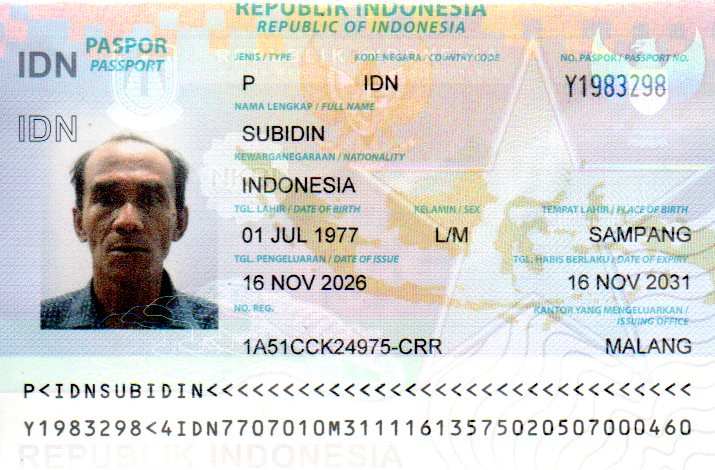 REPUBLIK INDONESIA
REPUBLIC OF INDONESIA
IDN PASPOR
PASSPORT
JENIS / TYPE KODE NEGARA / COUNTRY CODE NO. PASPOR / PASSPORT NO.
P IDN Y1983298
IDN
NAMA LENGKAP / FULL NAME
SUBIDIN
KEWARGANEGARAAN / NATIONALITY
INDONESIA
TGL. LAHIR / DATE OF BIRTH KELAMIN / SEX TEMPAT LAHIR / PLACE OF BIRTH
01 JUL 1977 L/M SAMPANG
TGL. PENGELUARAN / DATE OF ISSUE TGL. HABIS BERLAKU / DATE OF EXPIRY
16 NOV 2026 16 NOV 2031
NO. REG. KANTOR YANG MENGELUARKAN /
ISSUING OFFICE
1A51CCK24975-CRR MALANG
P<IDNSUBIDIN<<<<<<<<<<<<<<<<<<<<<<<<<<<<<<<<
Y1983298<4IDN7707010M31111613575020507000460
REPUBLIK INDONESIA